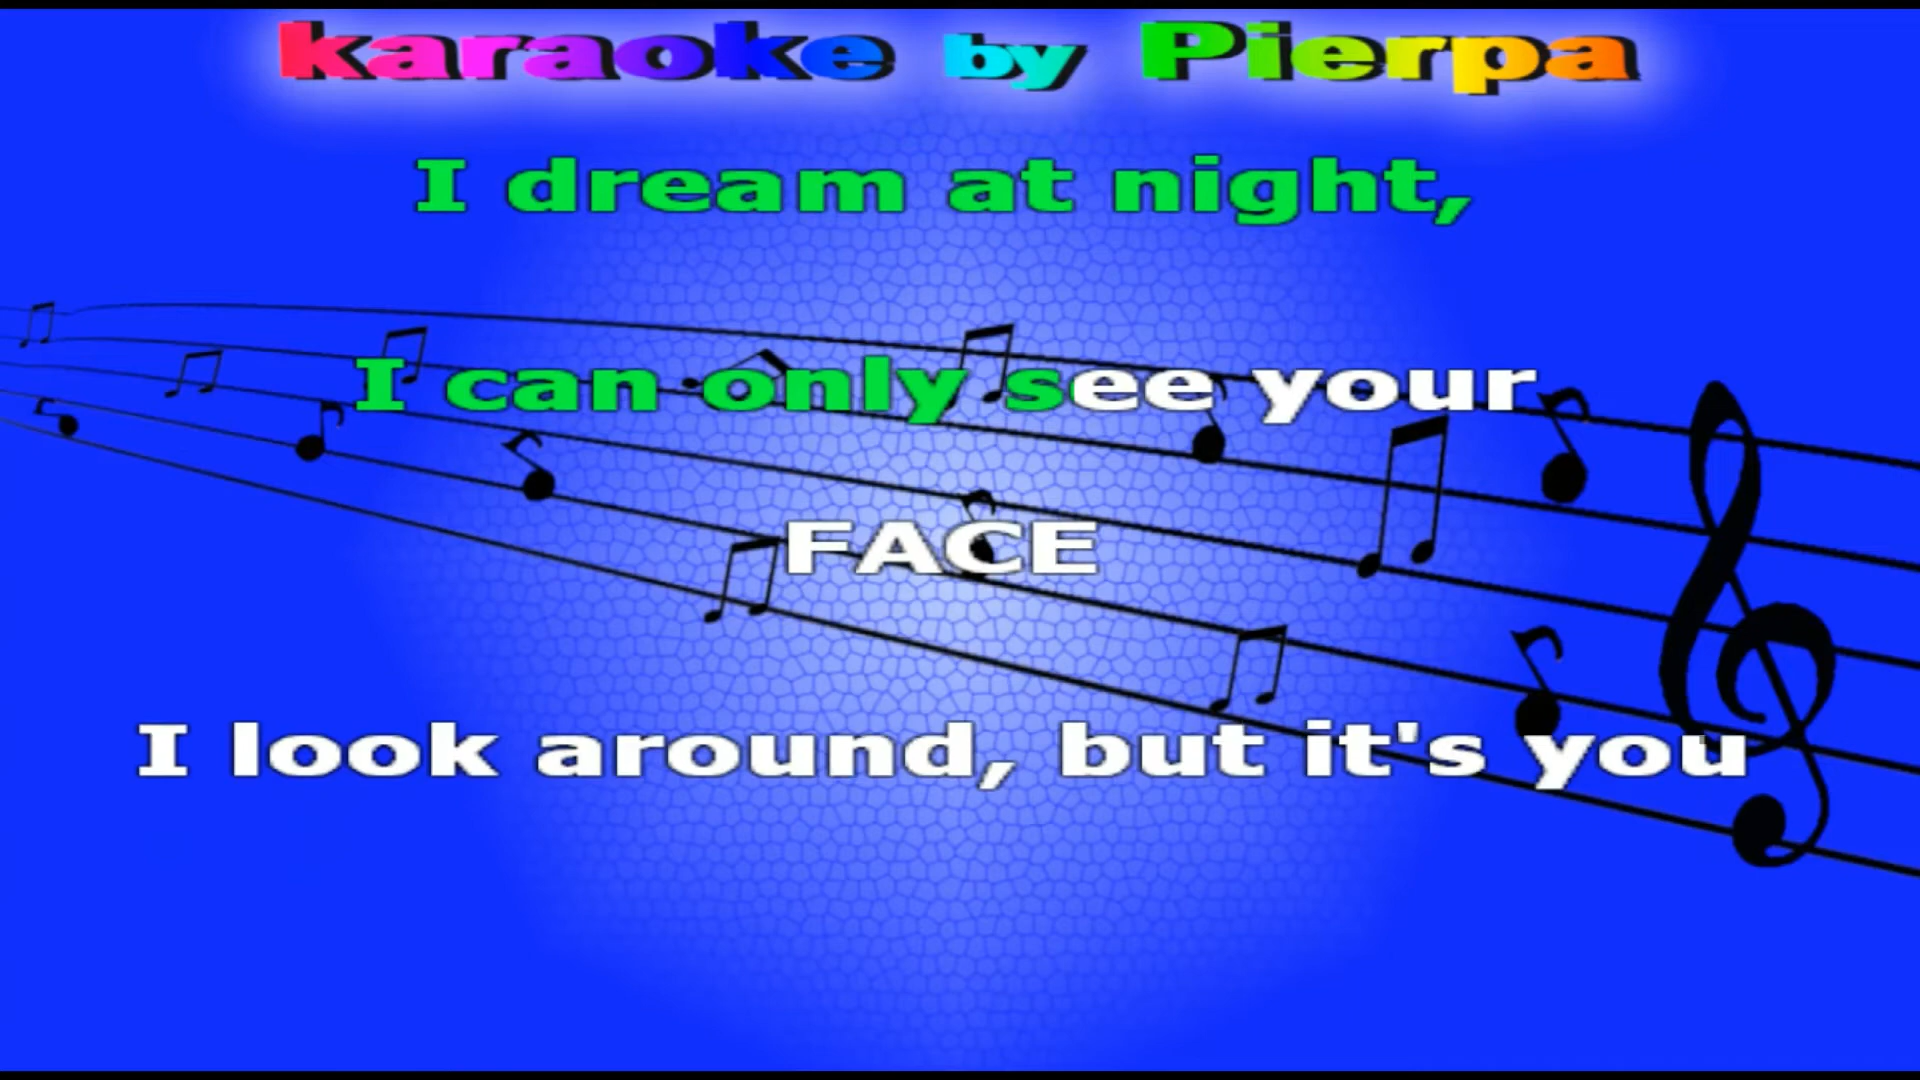 karaoke by Pierpa
I dream at night,
I can only see your
FACE
I look around, but it's you